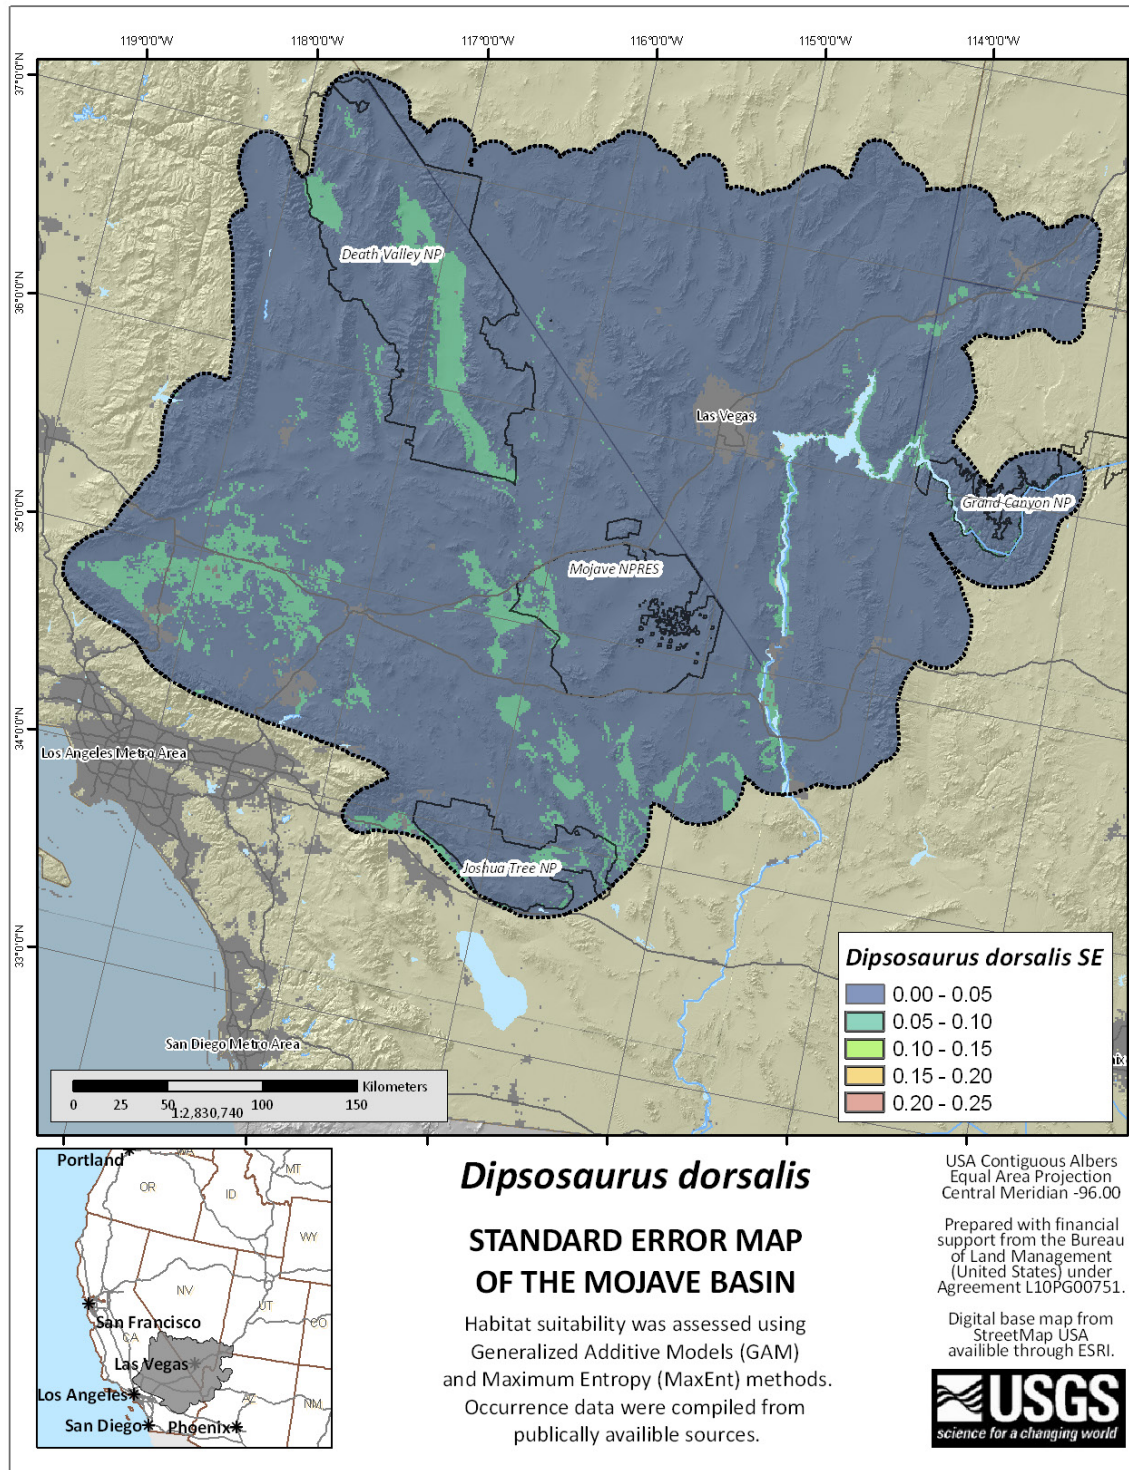 119°0'0"W 118°0'0"W 117°0'0"W 116°0'0"W 115°0'0"W 114°0'0"W
37°0'0"N
36°0'0"N
35°0'0"N
34°0'0"N
33°0'0"N
Death Valley NP
Las Vegas
Grand Canyon NP
Mojave NPRES
Los Angeles Metro Area
Joshua Tree NP
San Diego Metro Area
Dipsosaurus dorsalis SE
0.00 - 0.05
0.05 - 0.10
0.10 - 0.15
0.15 - 0.20
0.20 - 0.25
Kilometers
0 25 50 100 150
1:2,830,740
Portland
WA
MT
OR
ID
WY
NV
UT
CO
San Francisco
CA
Las Vegas
Los Angeles
AZ
NM
San Diego
Phoenix
Dipsosaurus dorsalis
STANDARD ERROR MAP
OF THE MOJAVE BASIN
Habitat suitability was assessed using
Generalized Additive Models (GAM)
and Maximum Entropy (MaxEnt) methods.
Occurrence data were compiled from
publically availible sources.
USA Contiguous Albers
Equal Area Projection
Central Meridian -96.00
Prepared with financial
support from the Bureau
of Land Management
(United States) under
Agreement L10PG00751.
Digital base map from
StreetMap USA
availible through ESRI.
USGS
science for a changing world